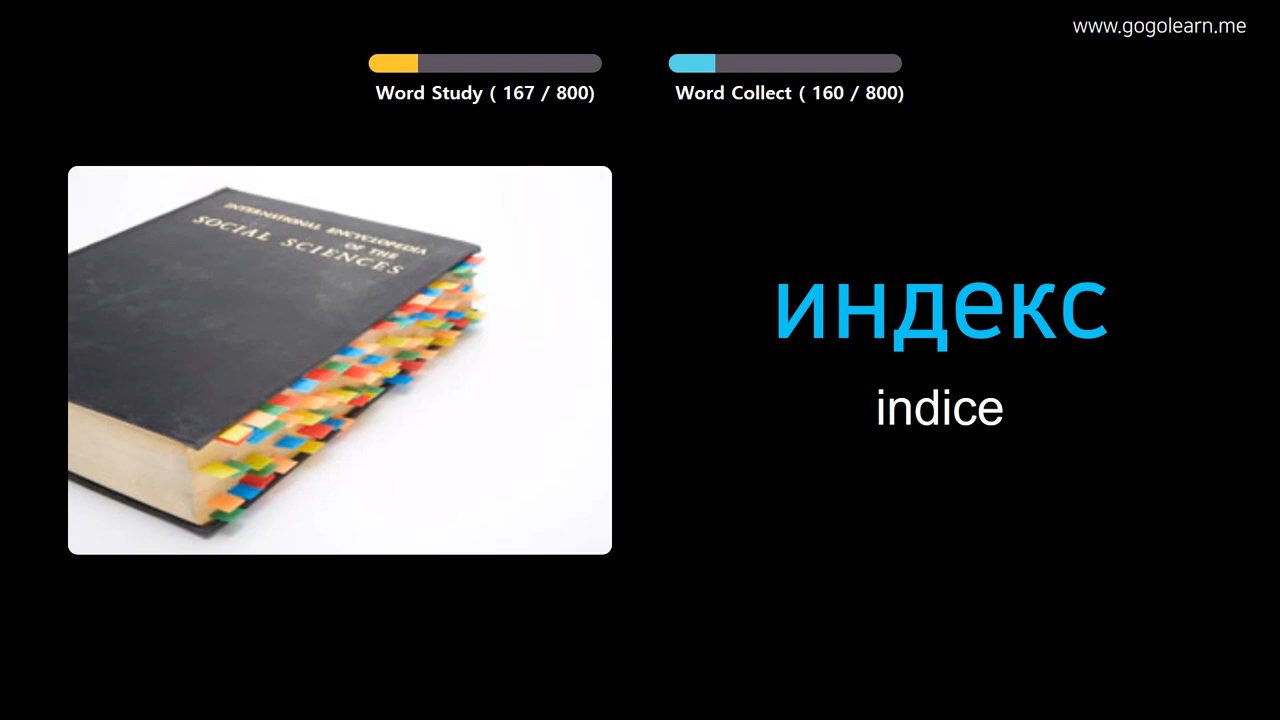 www.gogolearn.me
Word Study ( 167 / 800)
Word Collect ( 160 / 800)
INTERNATIONAL ENCYCLOPEDIA
OF THE
SOCIAL SCIENCES
индекс
indice